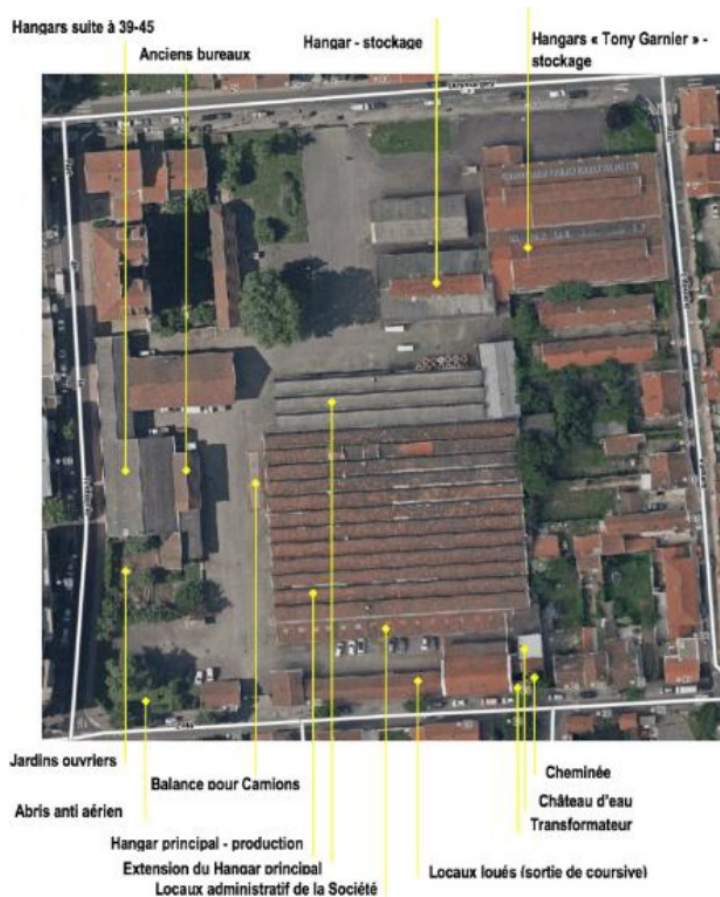 Hangars suite à 39-45
Anciens bureaux
Hangar - stockage
Hangars « Tony Garnier » -
stockage
Jardins ouvriers
Balance pour Camions
Abris anti aérien
Hangar principal - production
Extension du Hangar principal
Locaux administratif de la Société
Cheminée
Château d'eau
Transformateur
Locaux loués (sortie de coursive)